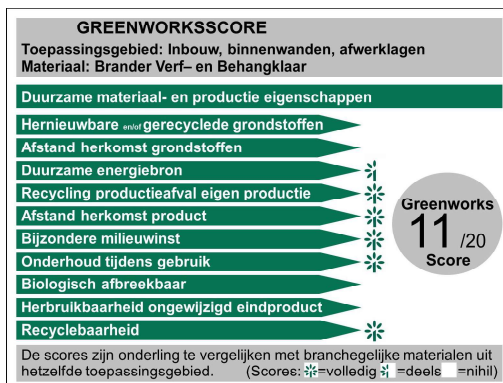 GREENWORKSSCORE
Toepassingsgebied: Inbouw, binnenwanden, afwerklagen
Materiaal: Brander Verf– en Behangklaar
Duurzame materiaal- en productie eigenschappen
Hernieuwbare en/of gerecyclede grondstoffen
Afstand herkomst grondstoffen
Duurzame energiebron
Recycling productieafval eigen productie
Afstand herkomst product
Bijzondere milieuwinst
Onderhoud tijdens gebruik
Biologisch afbreekbaar
Herbruikbaarheid ongewijzigd eindproduct
Recyclebaarheid
Greenworks
11 /20
Score
De scores zijn onderling te vergelijken met branchegelijke materialen uit
hetzelfde toepassingsgebied. (Scores: =volledig =deels =nihil)